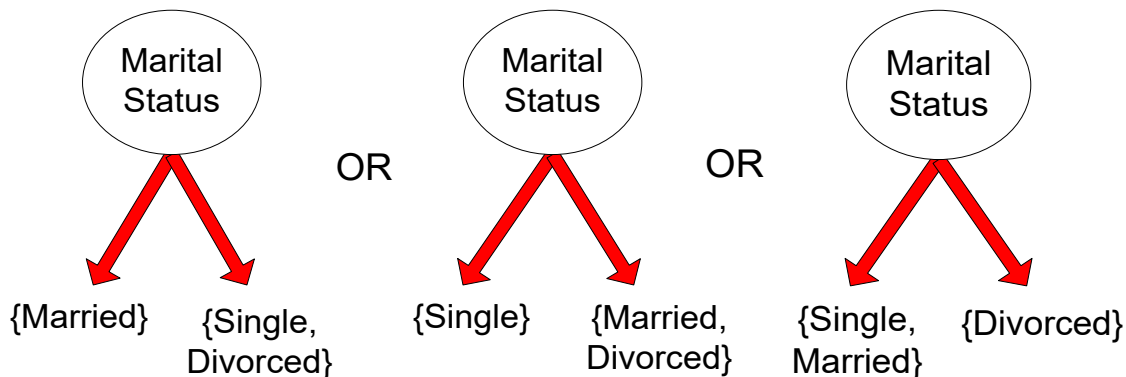 Marital
Status
Marital
Status
Marital
Status
OR
OR
{Married}
{Single,
Divorced}
{Single}
{Married,
Divorced}
{Single,
Married}
{Divorced}